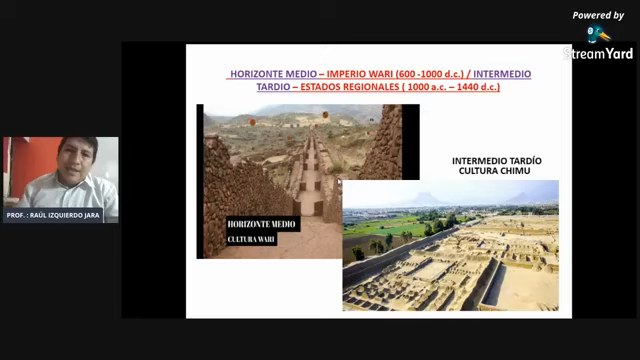 Powered by
StreamYard
HORIZONTE MEDIO – IMPERIO WARI (600 -1000 d.c.) / INTERMEDIO
TARDIO – ESTADOS REGIONALES ( 1000 a.c. – 1440 d.c.)
INTERMEDIO TARDÍO
CULTURA CHIMU
HORIZONTE MEDIO
CULTURA WARI
PROF. : RAÚL IZQUIERDO JARA